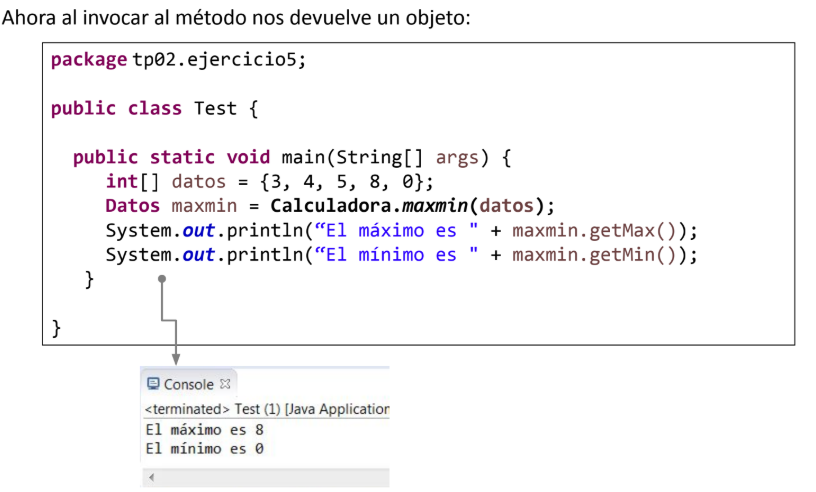 Ahora al invocar al método nos devuelve un objeto:
package tp02.ejercicio5;
public class Test {
public static void main(String[] args) {
int[] datos = {3, 4, 5, 8, 0};
Datos maxmin = Calculadora.maxmin(datos);
System.out.println(“El máximo es " + maxmin.getMax());
System.out.println(“El mínimo es " + maxmin.getMin());
}
}
Console
<terminated> Test (1) [Java Application
El máximo es 8
El mínimo es 0